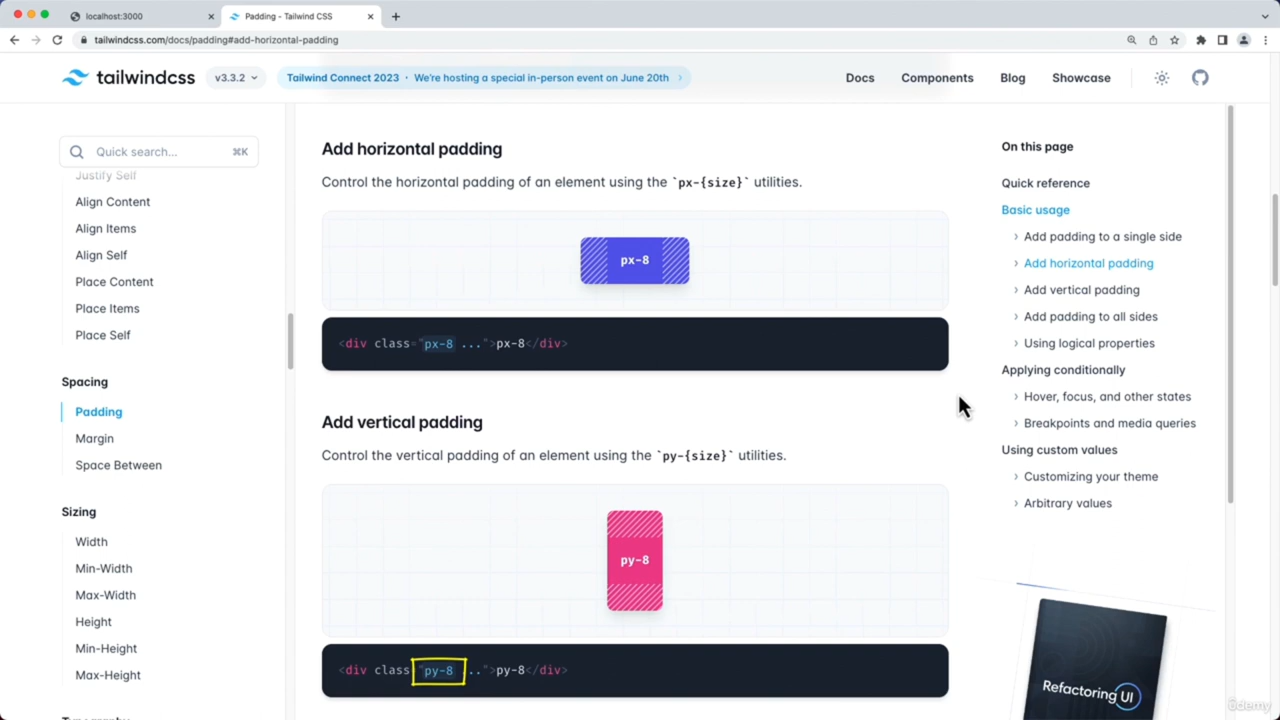 localhost:3000
Padding - Tailwind CSS
tailwindcss.com/docs/padding#add-horizontal-padding
tailwindcss
v3.3.2
Tailwind Connect 2023 · We're hosting a special in-person event on June 20th
Docs
Components
Blog
Showcase
Quick search...
⌘K
Justify Self
Align Content
Align Items
Align Self
Place Content
Place Items
Place Self
Spacing
Padding
Margin
Space Between
Sizing
Width
Min-Width
Max-Width
Height
Min-Height
Max-Height
Typography
Add horizontal padding
Control the horizontal padding of an element using the `px-{size}` utilities.
px-8
<div class="px-8 ...">px-8</div>
Add vertical padding
Control the vertical padding of an element using the `py-{size}` utilities.
py-8
<div class "py-8 ..">py-8</div>
On this page
Quick reference
Basic usage
Add padding to a single side
Add horizontal padding
Add vertical padding
Add padding to all sides
Using logical properties
Applying conditionally
Hover, focus, and other states
Breakpoints and media queries
Using custom values
Customizing your theme
Arbitrary values
Refactoring UI
ûdemy